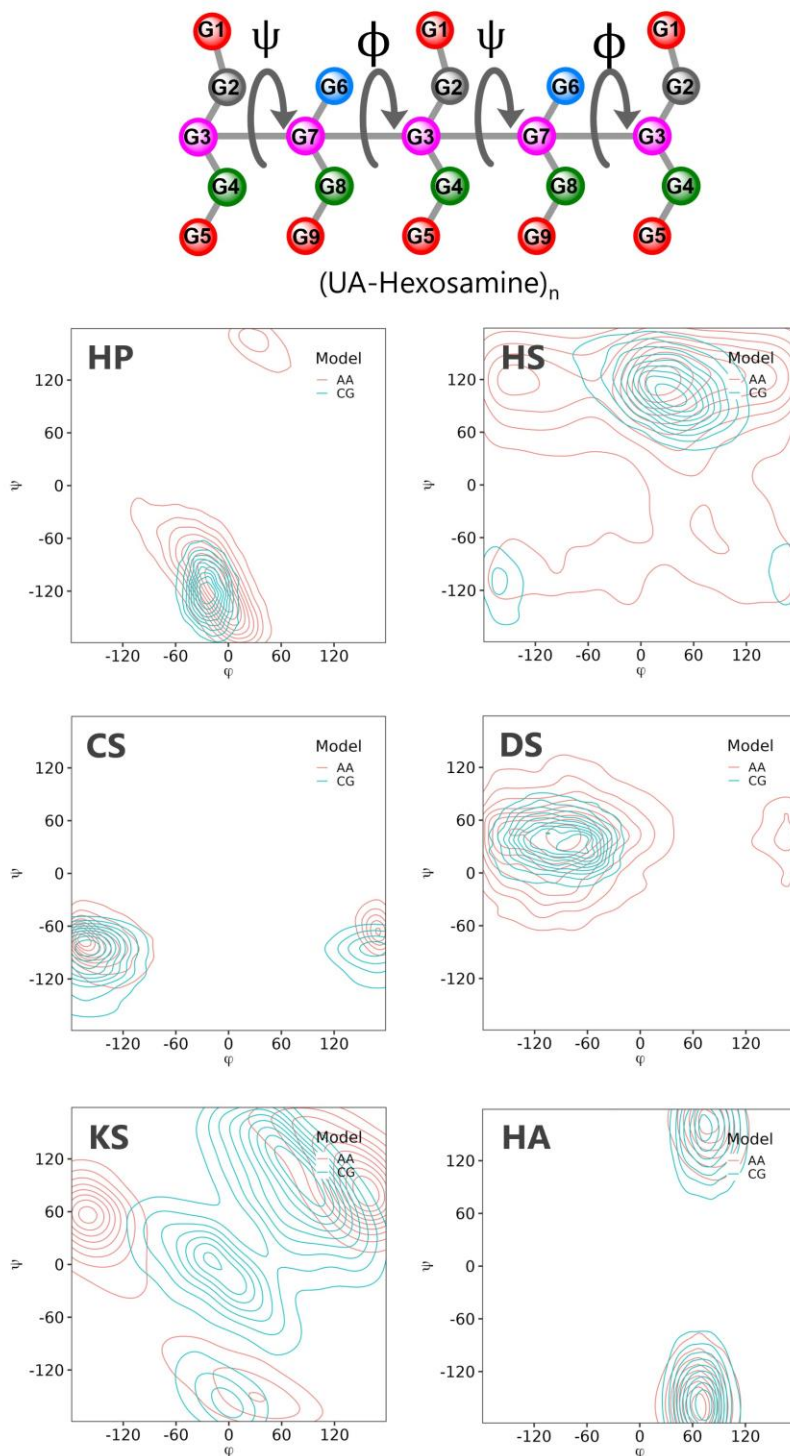 G1 ψ ϕ G1 ψ ϕ G1
G2 G6 G2 G6 G2
G3 G7 G3 G7 G3
G4 G8 G4 G8 G4
G5 G9 G5 G9 G5
(UA-Hexosamine)n
HP
Model
AA
CG
120
60
0
-60
-120
ψ
-120 -60 0 60 120
φ
HS
Model
AA
CG
120
60
0
-60
-120
ψ
-120 -60 0 60 120
φ
CS
Model
AA
CG
120
60
0
-60
-120
ψ
-120 -60 0 60 120
φ
DS
Model
AA
CG
120
60
0
-60
-120
ψ
-120 -60 0 60 120
φ
KS
Model
AA
CG
120
60
0
-60
-120
ψ
-120 -60 0 60 120
φ
HA
Model
AA
CG
120
60
0
-60
-120
ψ
-120 -60 0 60 120
φ